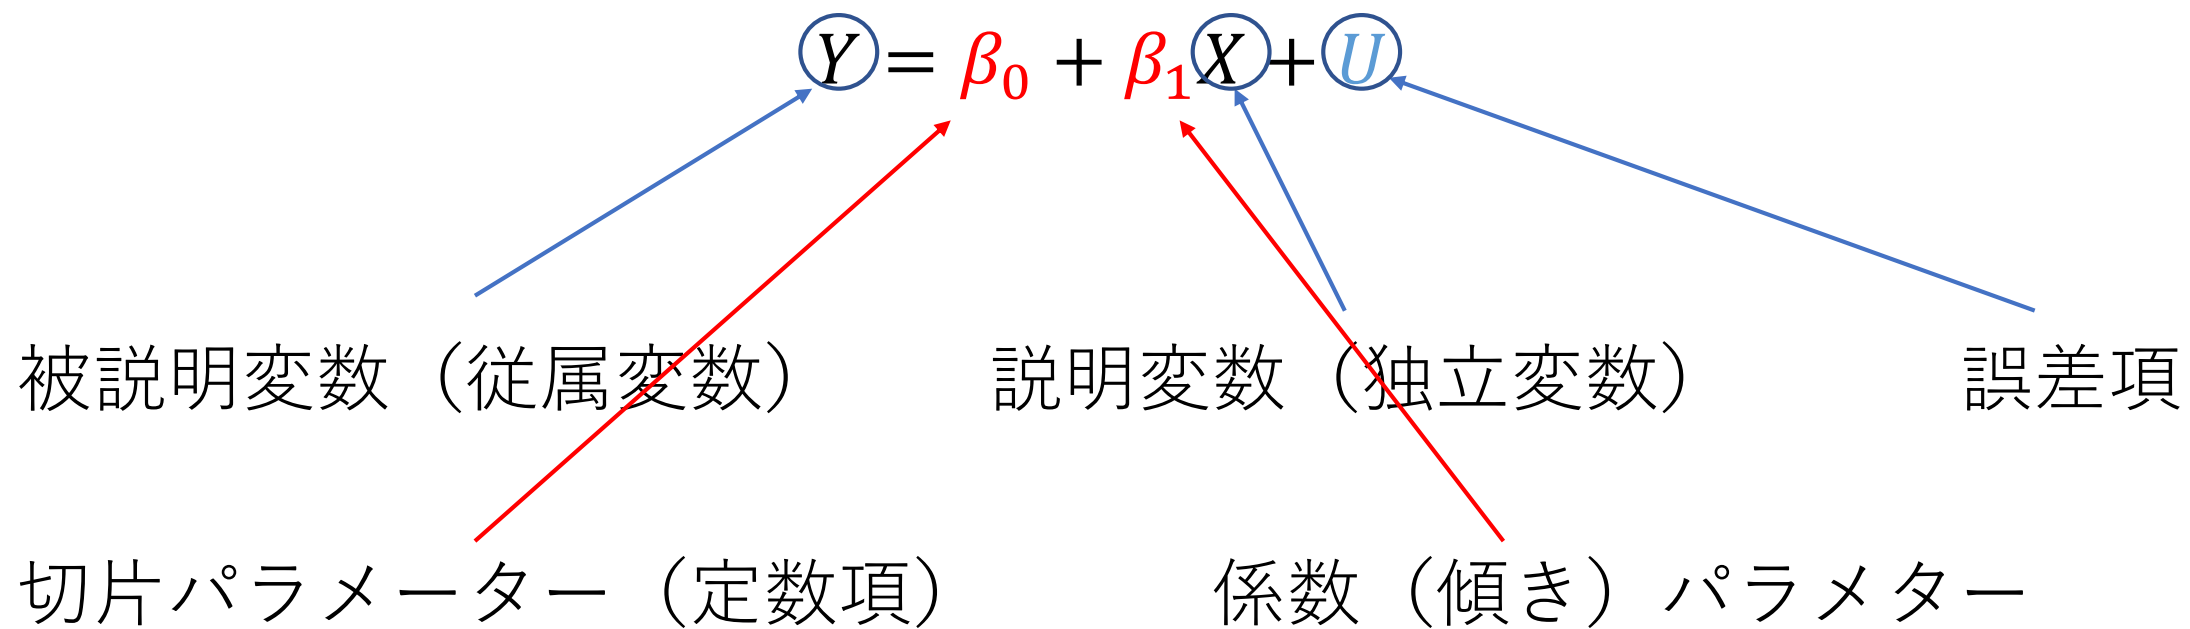 Y = β₀ + β₁X + U
被説明変数（従属変数） 説明変数（独立変数） 誤差項
切片パラメーター（定数項） 係数（傾き）パラメター